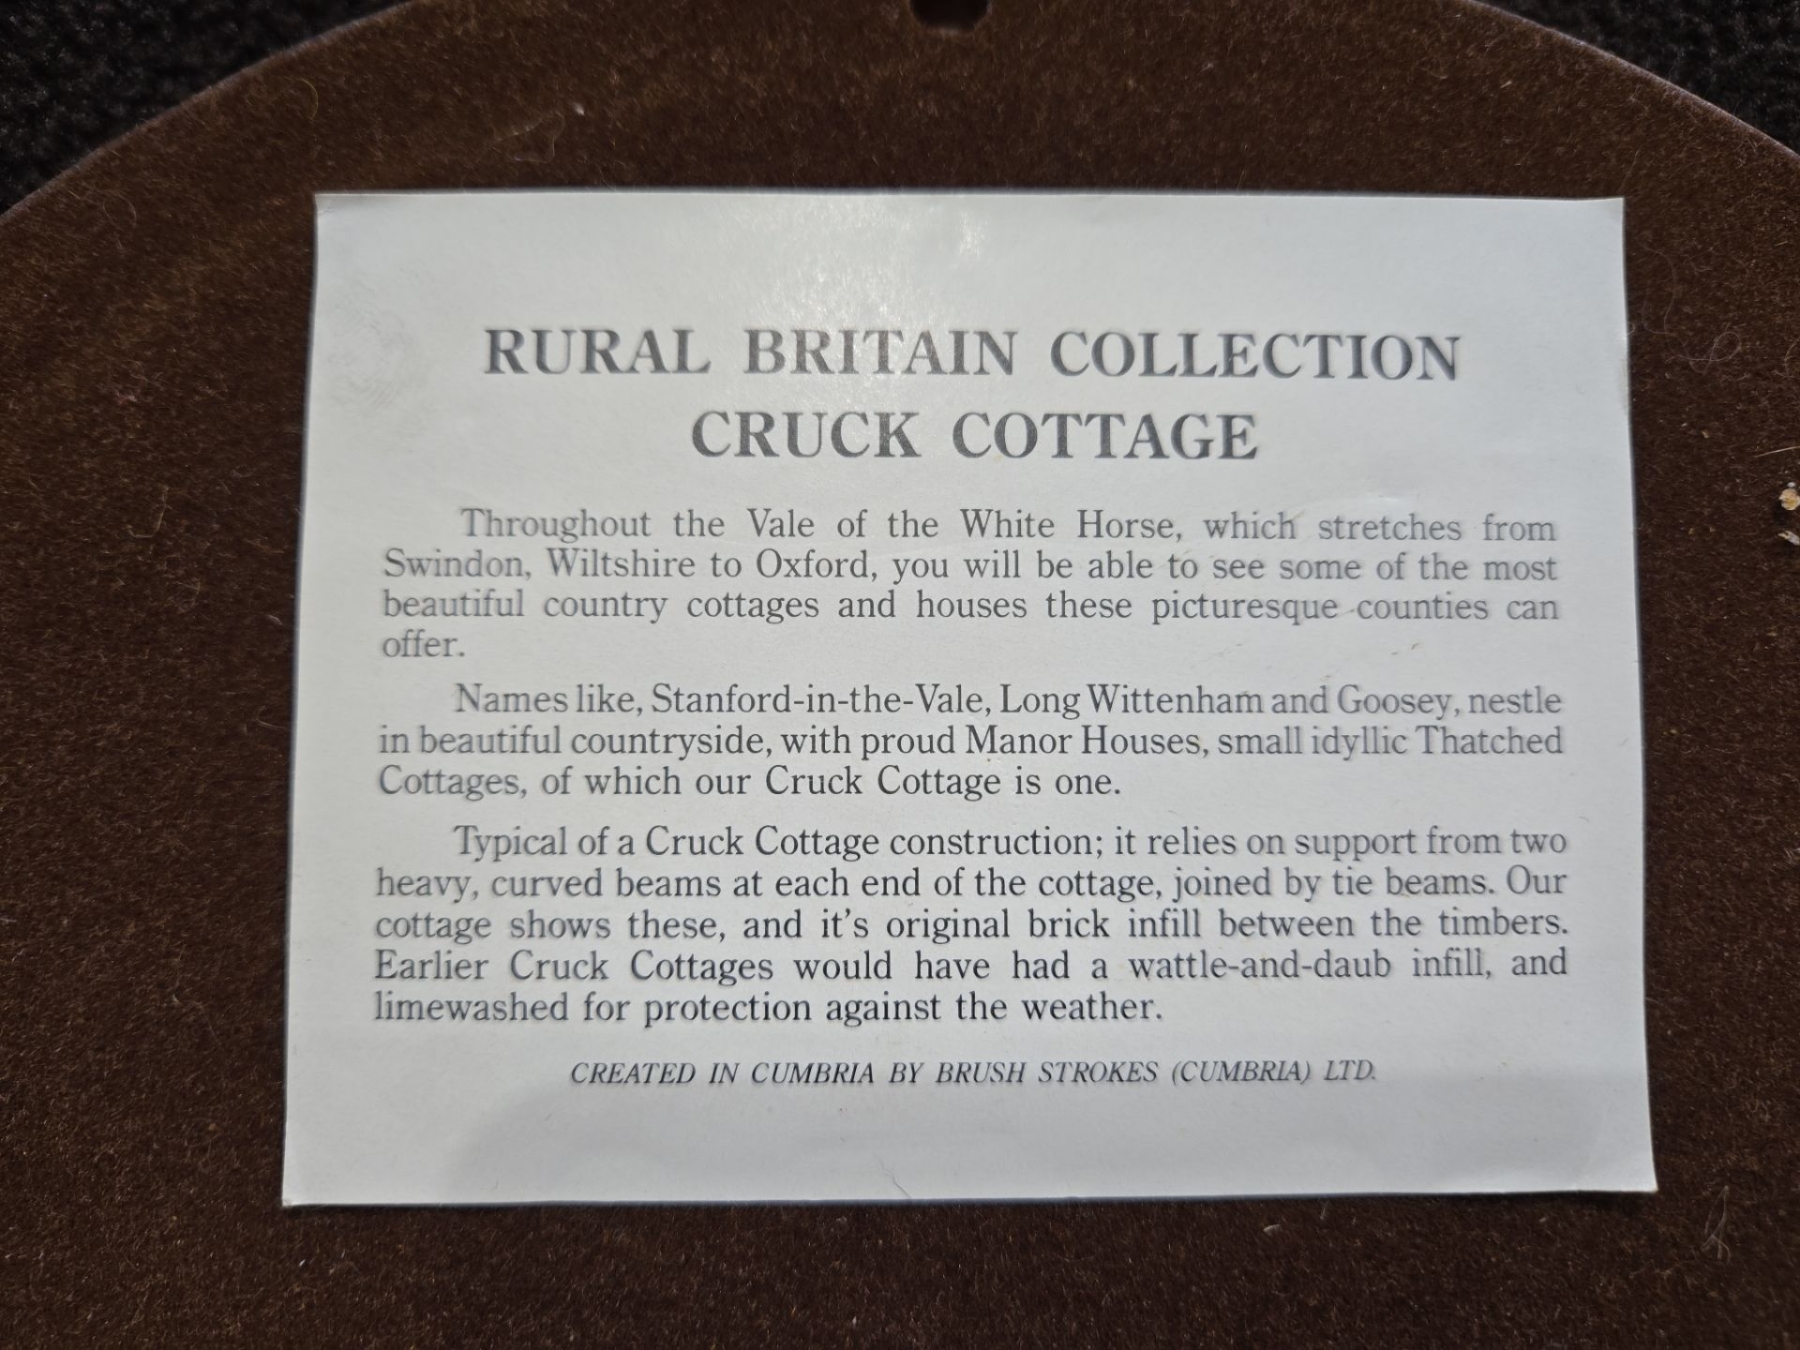 RURAL BRITAIN COLLECTION
CRUCK COTTAGE
Throughout the Vale of the White Horse, which stretches from
Swindon, Wiltshire to Oxford, you will be able to see some of the most
beautiful country cottages and houses these picturesque counties can
offer.
Names like, Stanford-in-the-Vale, Long Wittenham and Goosey, nestle
in beautiful countryside, with proud Manor Houses, small idyllic Thatched
Cottages, of which our Cruck Cottage is one.
Typical of a Cruck Cottage construction; it relies on support from two
heavy, curved beams at each end of the cottage, joined by tie beams. Our
cottage shows these, and it's original brick infill between the timbers.
Earlier Cruck Cottages would have had a wattle-and-daub infill, and
limewashed for protection against the weather.
CREATED IN CUMBRIA BY BRUSH STROKES (CUMBRIA) LTD.